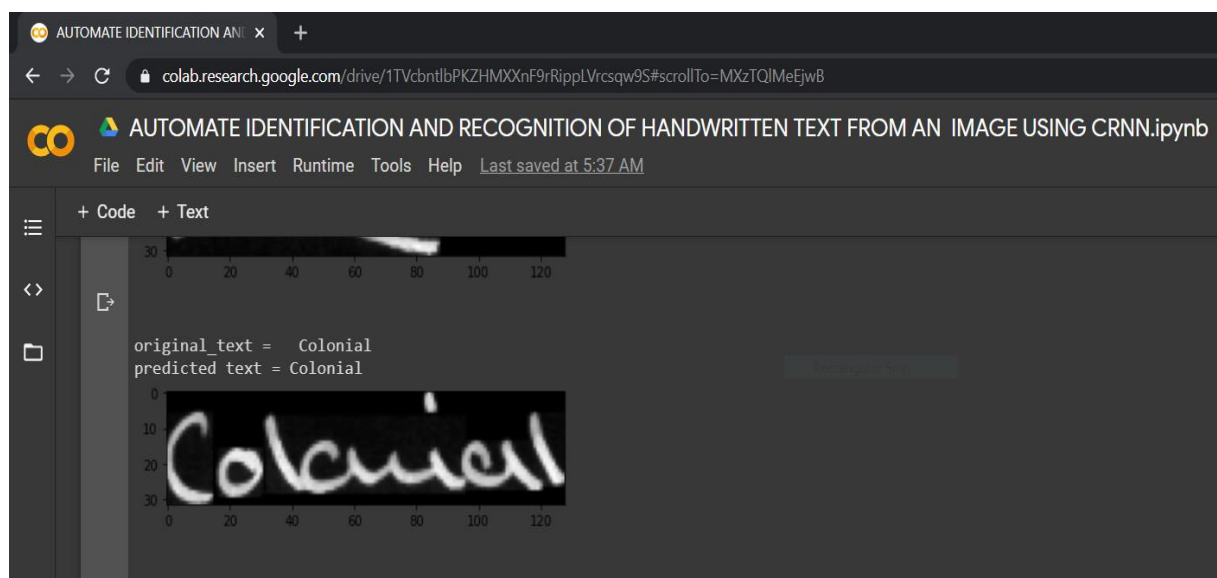 AUTOMATE IDENTIFICATION AN
colab.research.google.com/drive/1TVcbntlbPKZHMXXnF9rRippLVrcsqw9S#scrollTo=MXzTQlMeEjwB
CO AUTOMATE IDENTIFICATION AND RECOGNITION OF HANDWRITTEN TEXT FROM AN IMAGE USING CRNN.ipynb
File Edit View Insert Runtime Tools Help Last saved at 5:37 AM
+ Code + Text
30
0 20 40 60 80 100 120
original_text = Colonial
predicted text = Colonial
0
10
20
30
Colonial
0 20 40 60 80 100 120